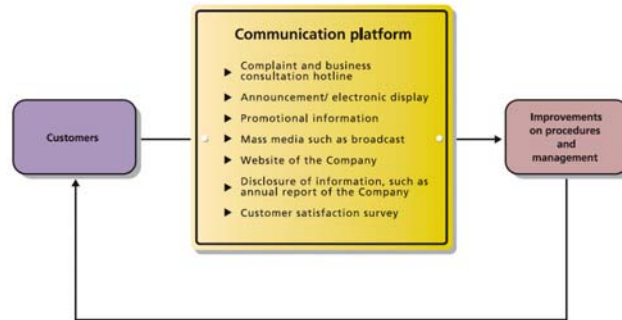 Communication platform
Complaint and business
consultation hotline
Announcement/ electronic display
Promotional information
Mass media such as broadcast
Website of the Company
Disclosure of information, such as
annual report of the Company
Customer satisfaction survey
Customers
Improvements
on procedures
and
management